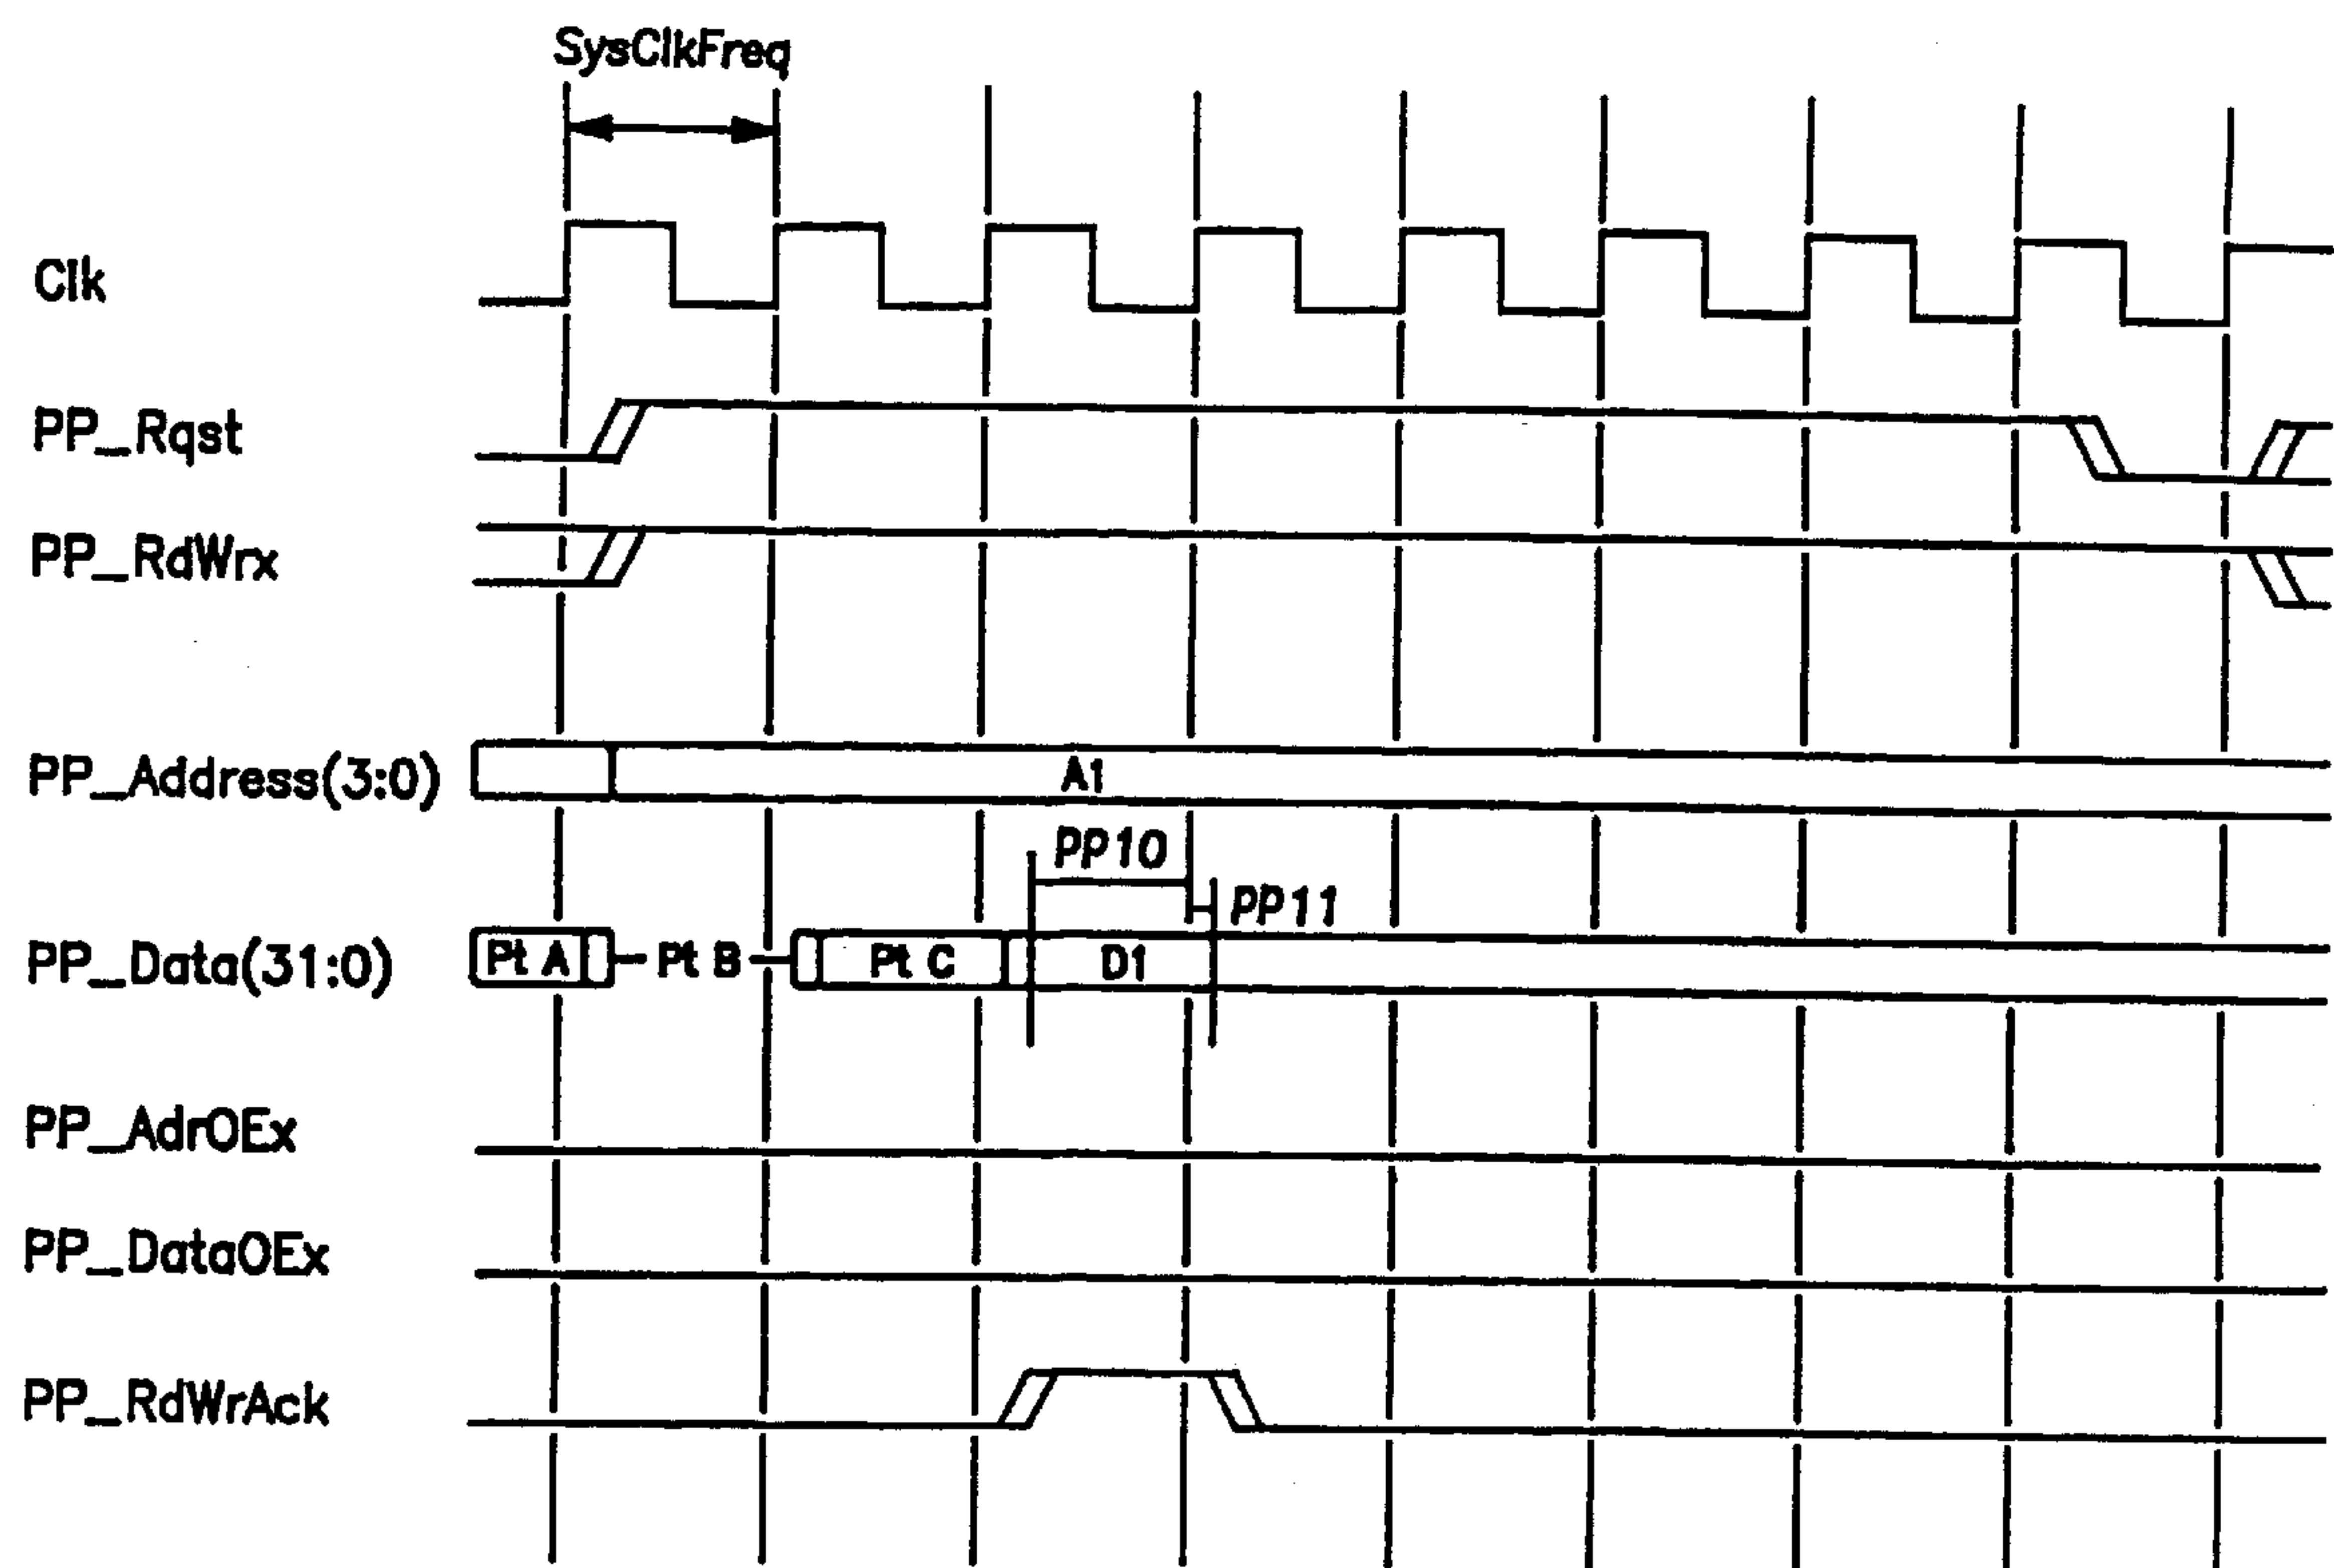 SysClkFreq
Clk
PP_Rqst
PP_RdWrx
PP_Address(3:0)
A1
PP10
PP11
PP_Data(31:0)
Pt A
Pt B
Pt C
D1
PP_AdrOEx
PP_DataOEx
PP_RdWrAck